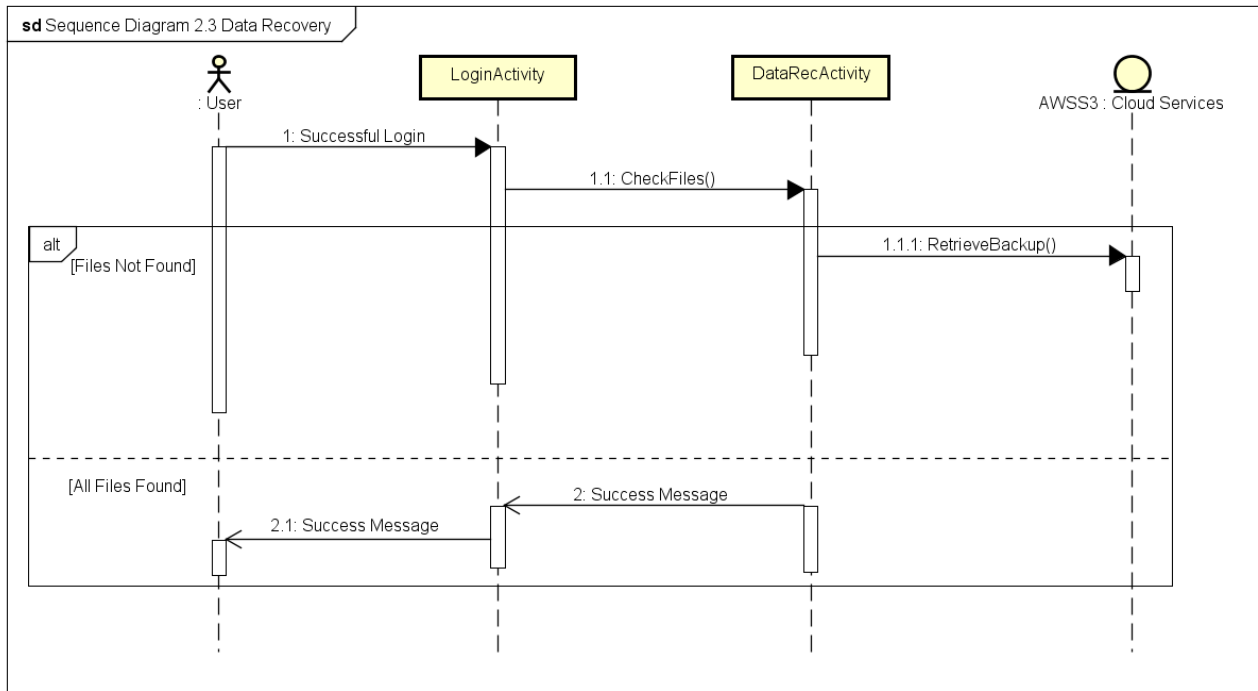 sd Sequence Diagram 2.3 Data Recovery
: User
LoginActivity
DataRecActivity
AWSS3 : Cloud Services
1: Successful Login
1.1: CheckFiles()
alt
[Files Not Found]
1.1.1: RetrieveBackup()
[All Files Found]
2: Success Message
2.1: Success Message